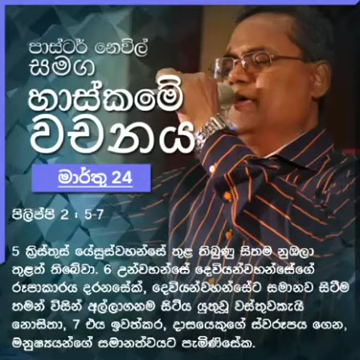 පාස්ටර් නෙවිල්
සමග
හාස්කමේ
වචනය
මාර්තු 24
පිලිප්පි 2 : 5-7
5 ක්‍රිස්තුස් යේසුස්වහන්සේ තුළ තිබුණු සිතම නුඹලා
තුළත් තිබේවා. 6 උන්වහන්සේ දෙවියන්වහන්සේගේ
රූපාකාරය දරනසේක්, දෙවියන්වහන්සේට සමානව සිටීම
තමන් විසින් අල්ලාගනම සිටිය යුතුවූ වස්තුවකැයි
නොසිතා, 7 එය ඉවත්කර, දාසයෙකුගේ ස්වරූපය ගෙන,
මනුෂ්‍යයන්ගේ සමානත්වයට පැමිණිසේක.